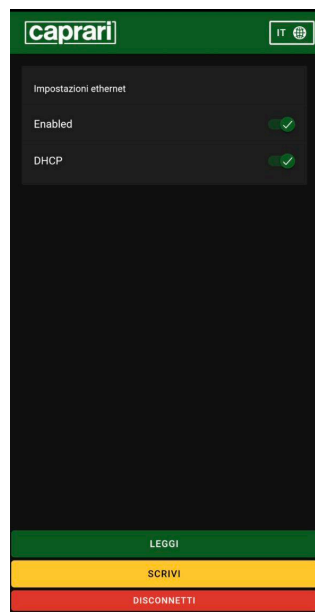 caprari
IT
Impostazioni ethernet
Enabled
DHCP
LEGGI
SCRIVI
DISCONNETTI